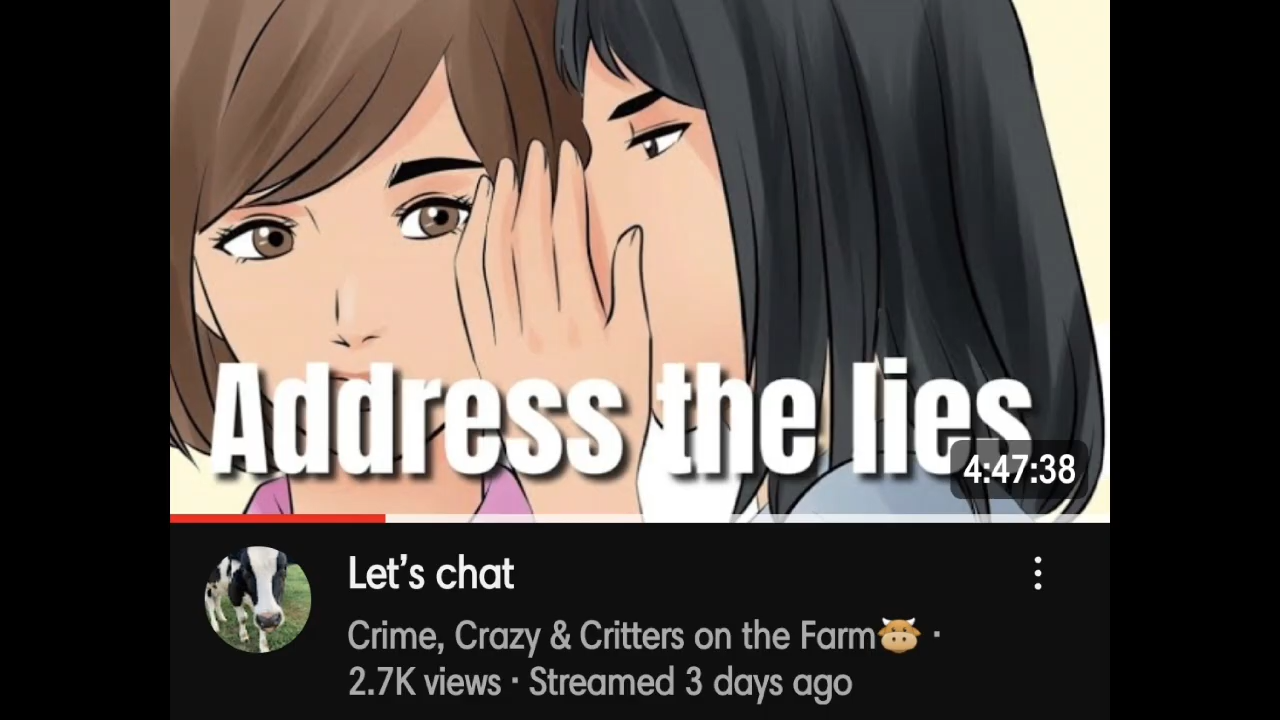 Address the lies
4:47:38
Let’s chat
Crime, Crazy & Critters on the Farm🐮 ·
2.7K views · Streamed 3 days ago